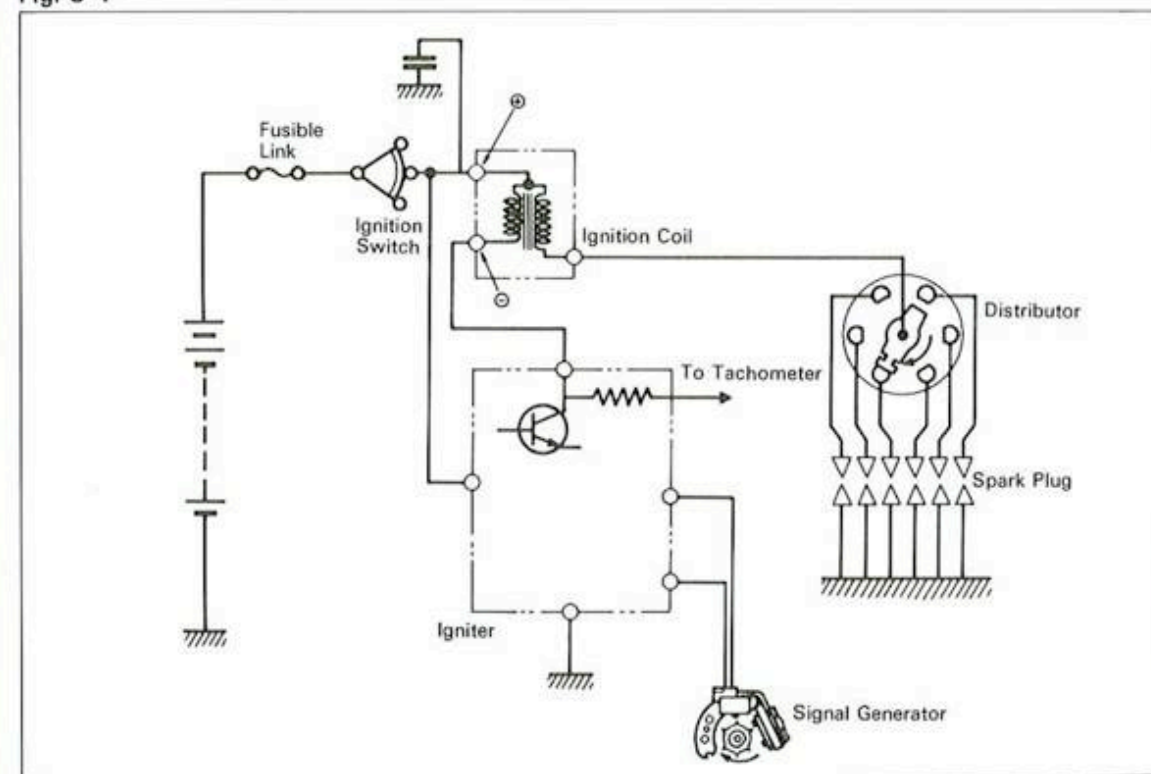 Fusible
Link
⊕
Ignition
Switch
Ignition Coil
⊖
Distributor
To Tachometer
Spark Plug
Igniter
Signal Generator